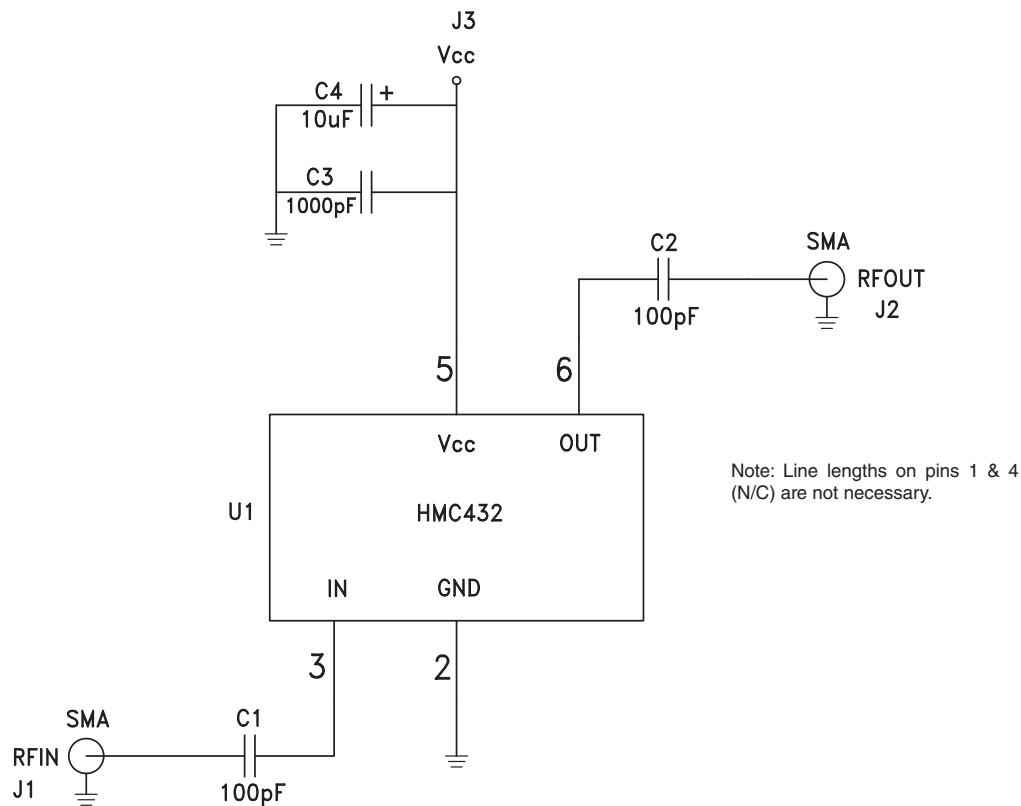 J3
Vcc
C4
+
10uF
C3
1000pF
C2
100pF
SMA
RFOUT
J2
5
6
Vcc
OUT
U1
HMC432
IN
GND
Note: Line lengths on pins 1 & 4
(N/C) are not necessary.
3
2
SMA
RFIN
J1
C1
100pF